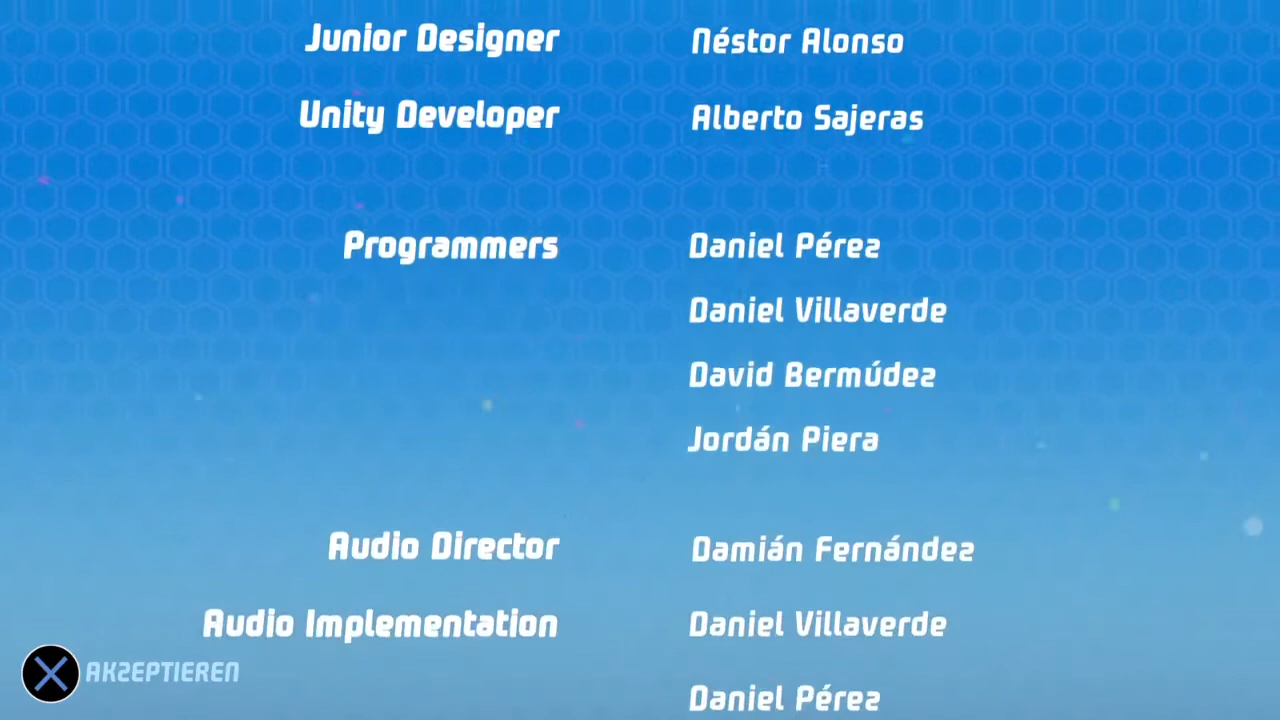 Junior Designer Néstor Alonso
Unity Developer Alberto Sajeras
Programmers Daniel Pérez
Daniel Villaverde
David Bermúdez
Jordán Piera
Audio Director Damián Fernández
Audio Implementation Daniel Villaverde
AKZEPTIEREN
Daniel Pérez